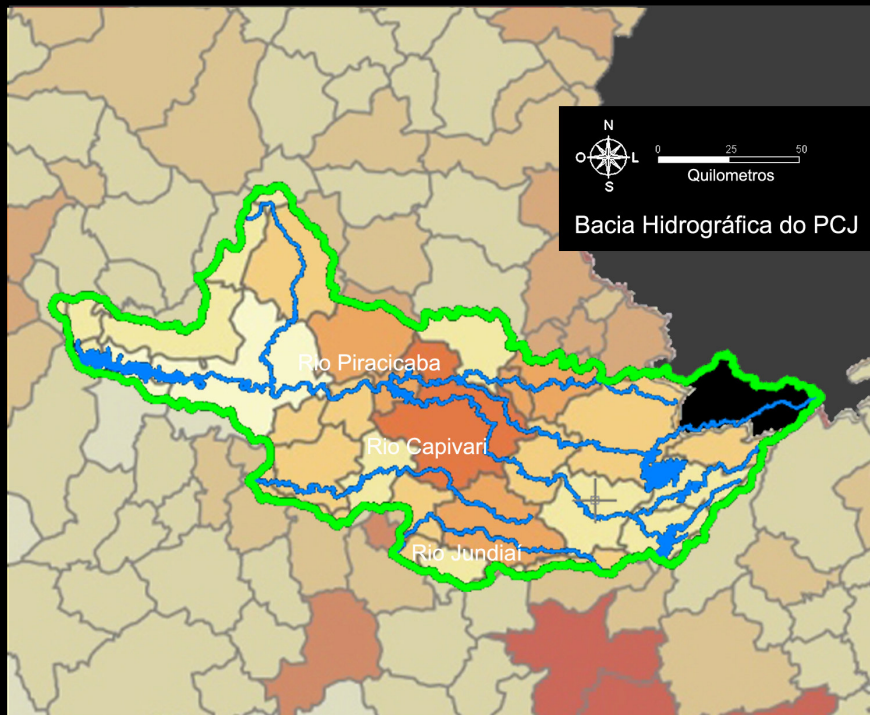 N
O L
S
0 25 50
Quilometros
Bacia Hidrográfica do PCJ
Rio Piracicaba
Rio Capivari
Rio Jundiaí